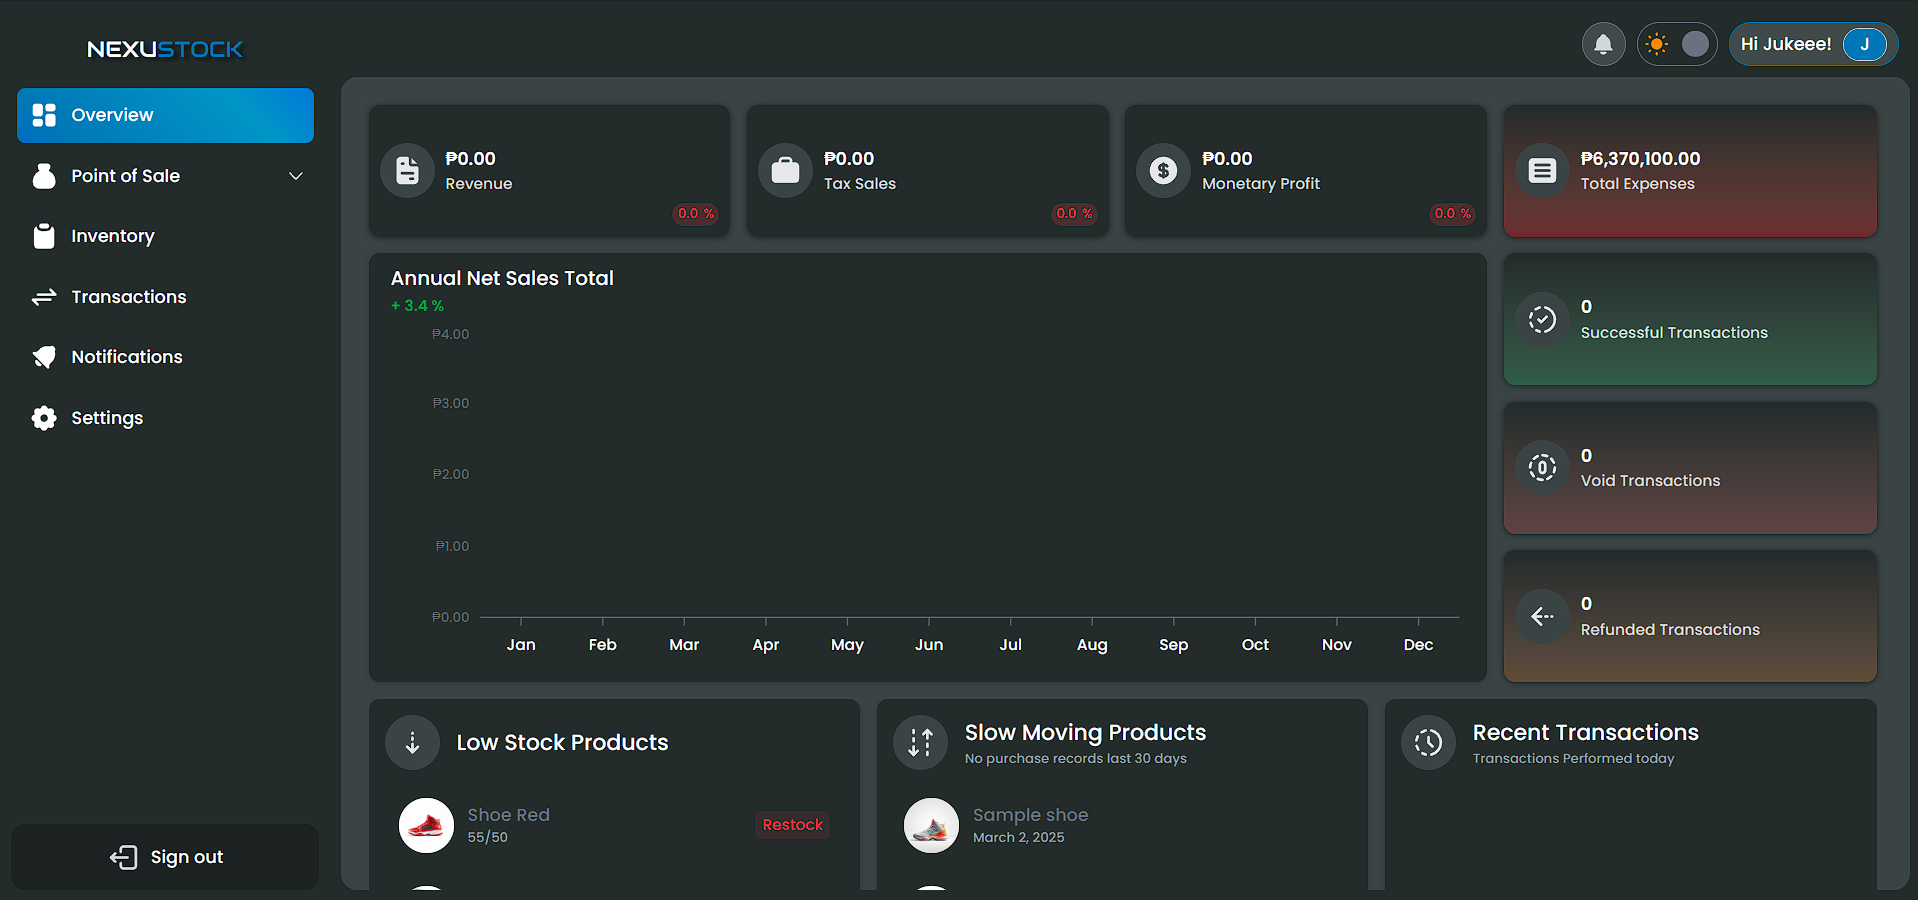 NEXUSTOCK
Hi Jukeee!
J
Overview
Point of Sale
Inventory
Transactions
Notifications
Settings
Sign out
₱0.00
Revenue
0.0 %
₱0.00
Tax Sales
0.0 %
₱0.00
Monetary Profit
0.0 %
₱6,370,100.00
Total Expenses
Annual Net Sales Total
+ 3.4 %
₱4.00
₱3.00
₱2.00
₱1.00
₱0.00
Jan Feb Mar Apr May Jun Jul Aug Sep Oct Nov Dec
0
Successful Transactions
0
Void Transactions
0
Refunded Transactions
Low Stock Products
Shoe Red
55/50
Restock
Slow Moving Products
No purchase records last 30 days
Sample shoe
March 2, 2025
Recent Transactions
Transactions Performed today